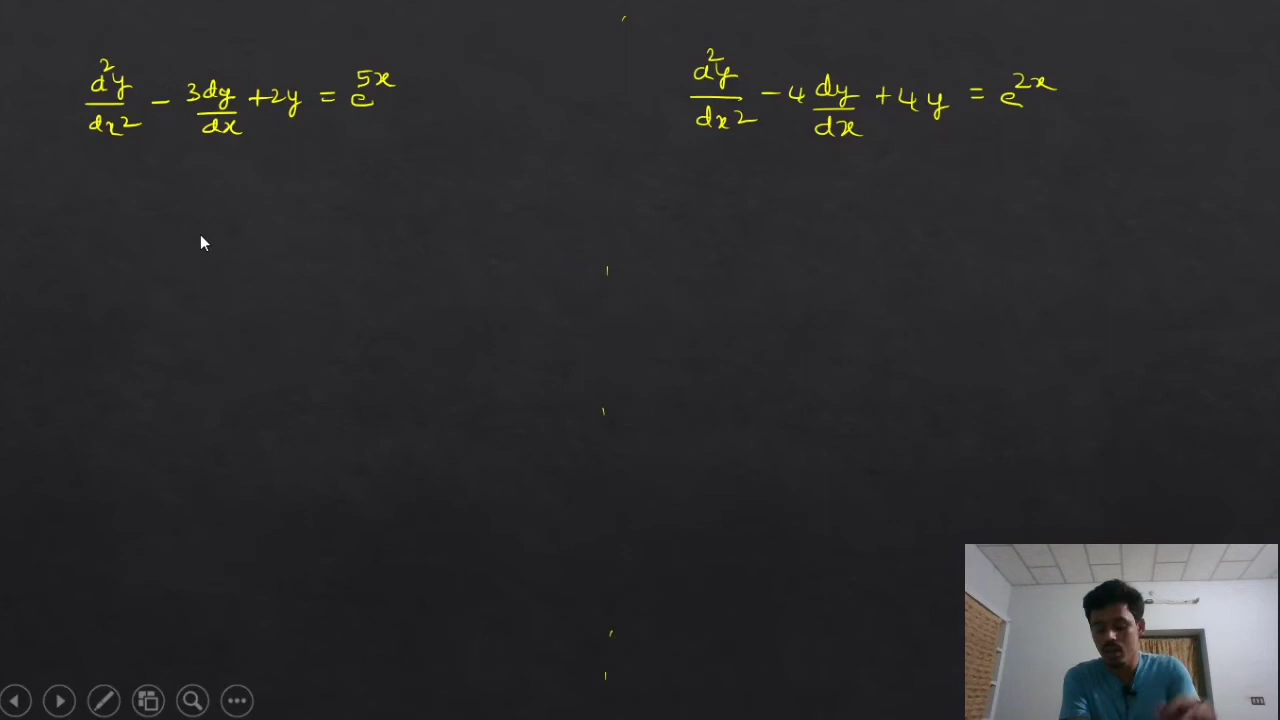 d²y/dx² - 3dy/dx + 2y = e^5x
d²y/dx² - 4 dy/dx + 4y = e^2x